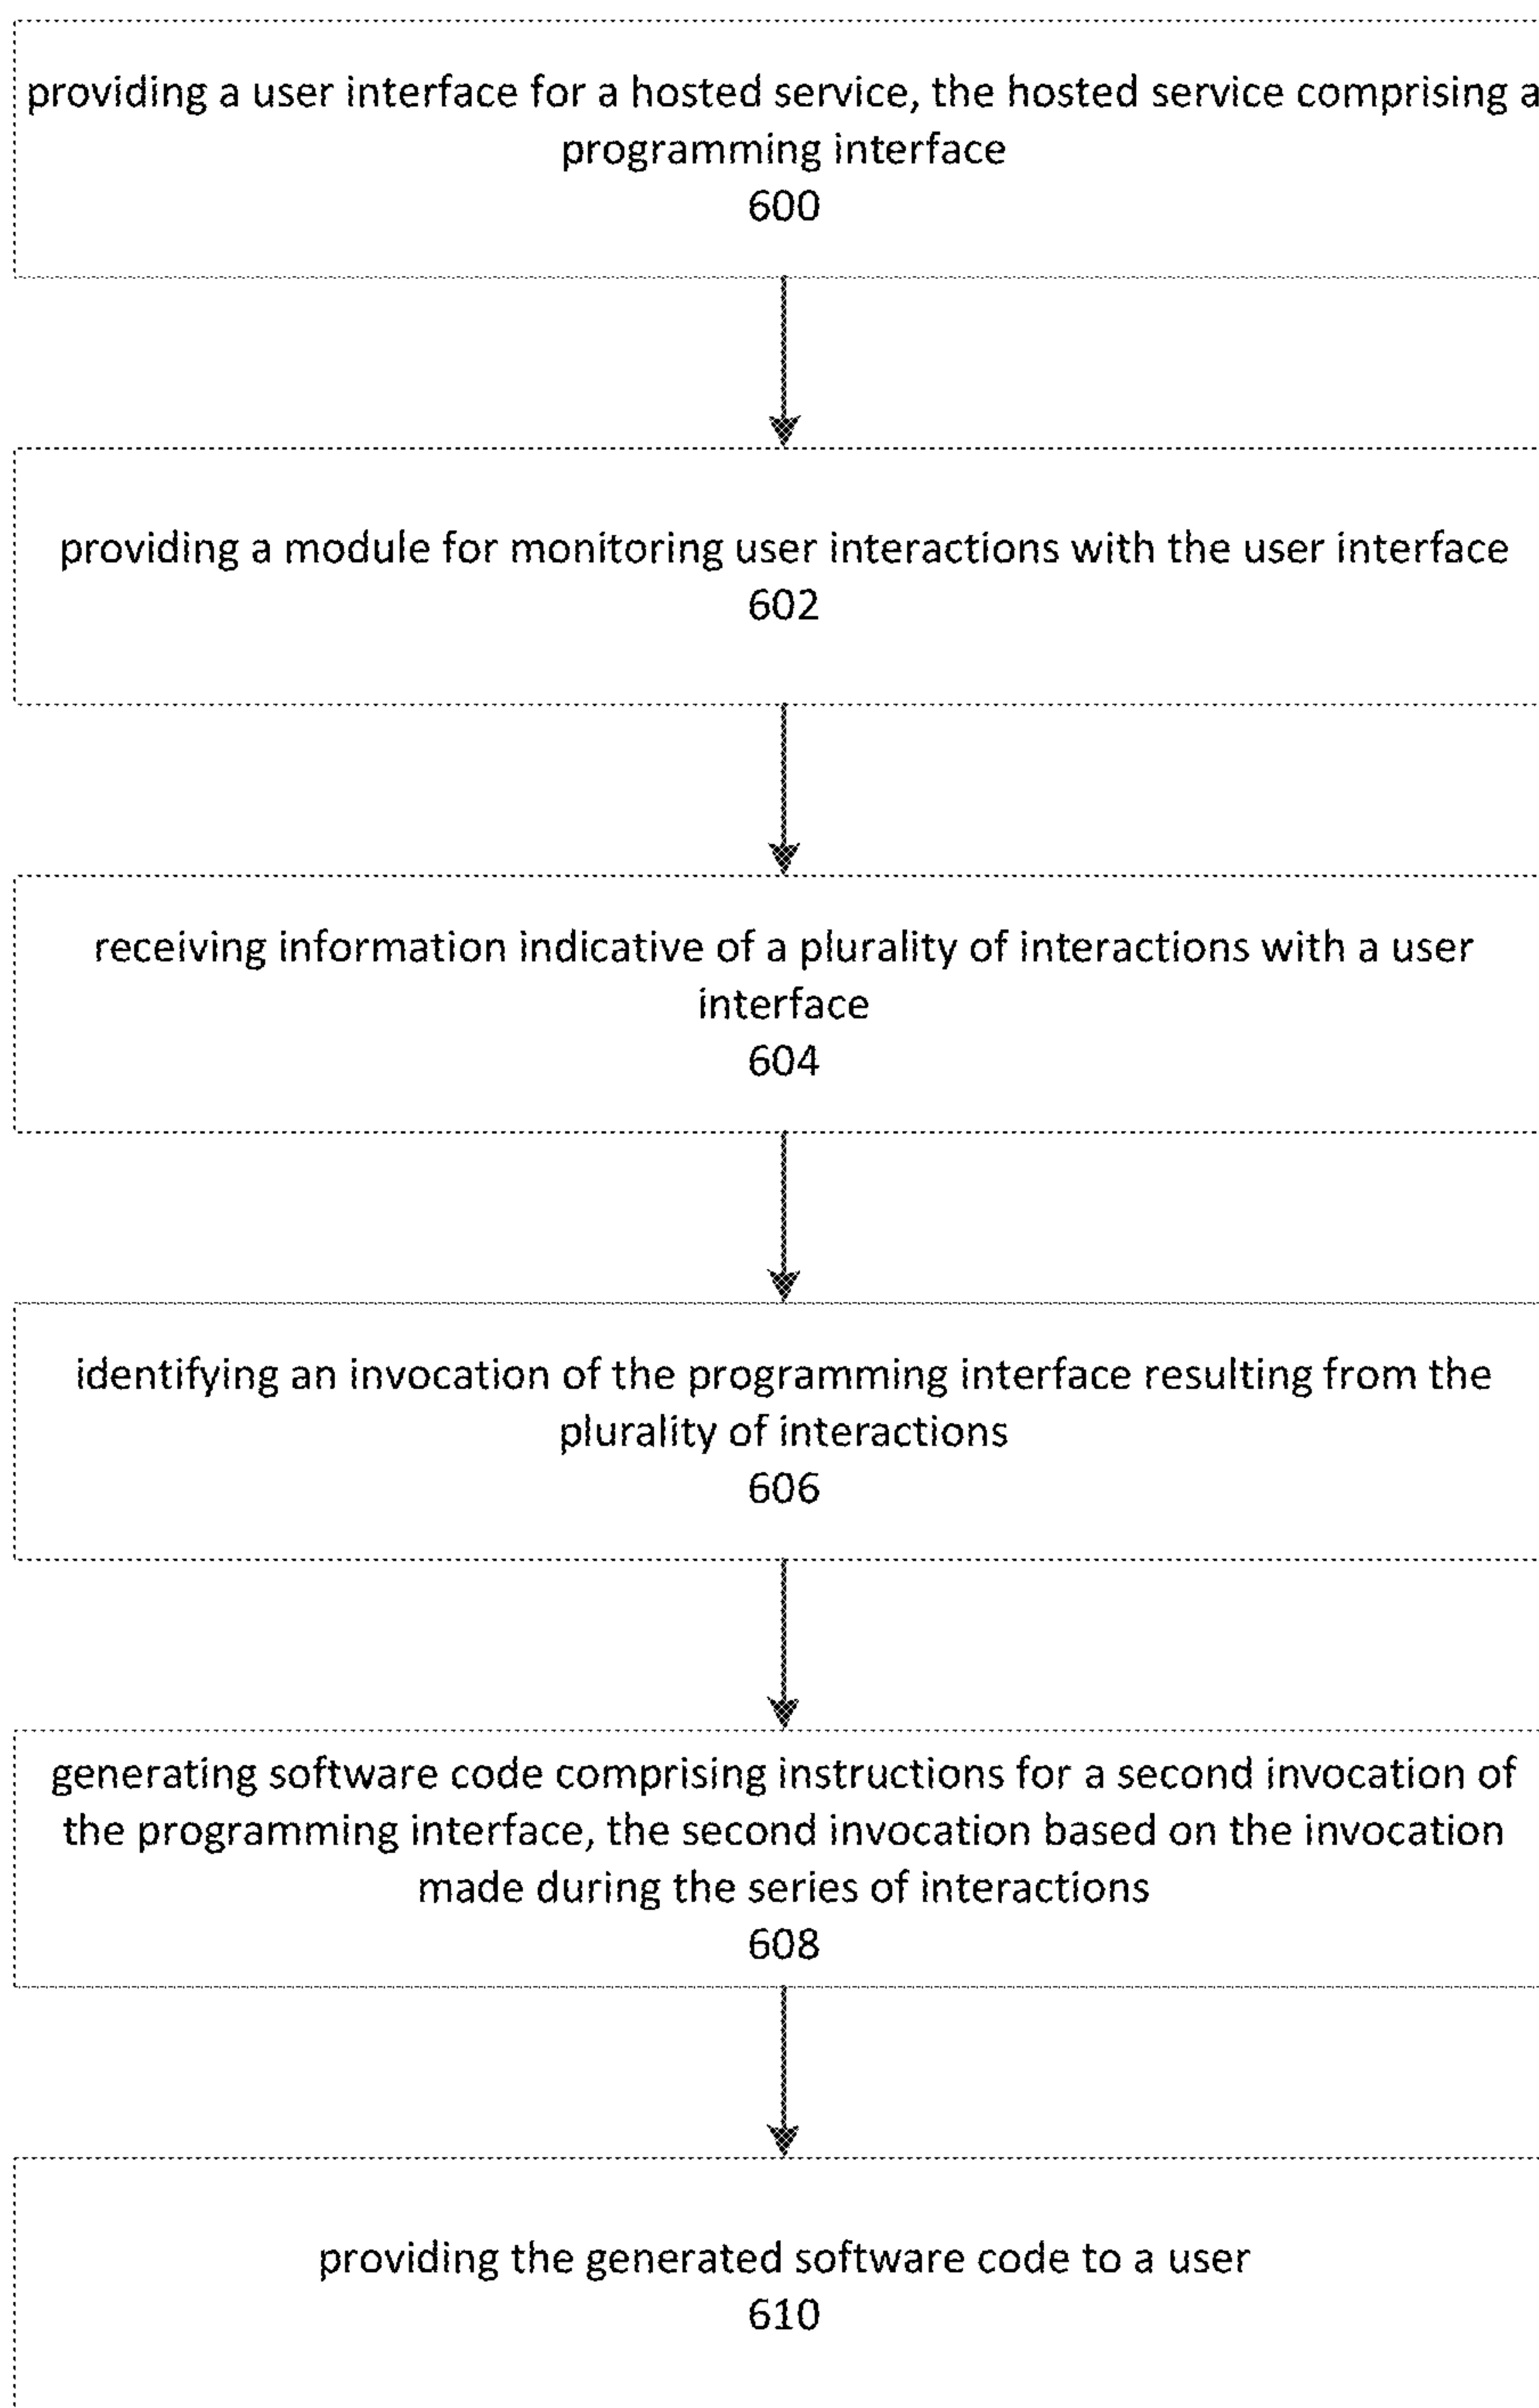 providing a user interface for a hosted service, the hosted service comprising a
programming interface
600
providing a module for monitoring user interactions with the user interface
602
receiving information indicative of a plurality of interactions with a user
interface
604
identifying an invocation of the programming interface resulting from the
plurality of interactions
606
generating software code comprising instructions for a second invocation of
the programming interface, the second invocation based on the invocation
made during the series of interactions
608
providing the generated software code to a user
610